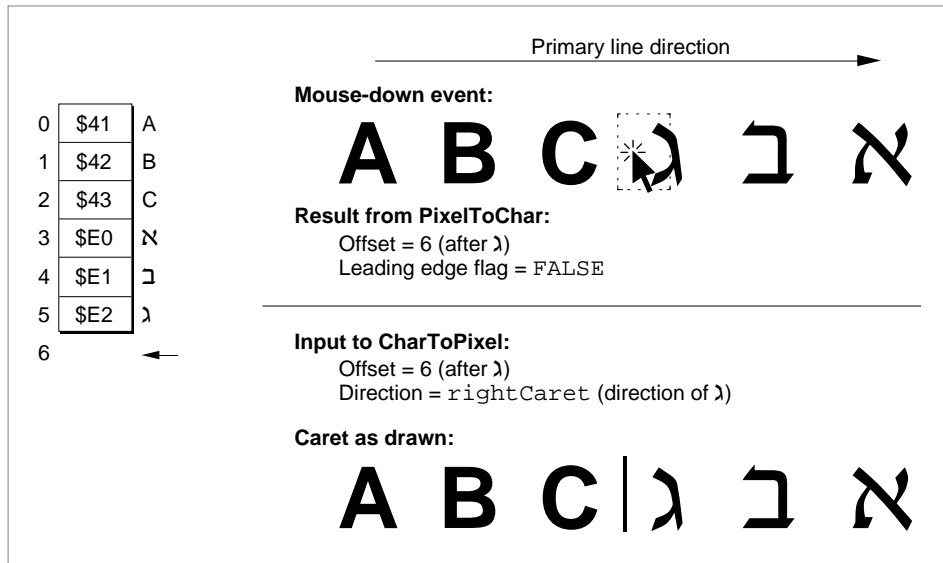 Primary line direction
Mouse-down event:
A B C ג ב א
0 $41 A
1 $42 B
2 $43 C
3 $E0 א
4 $E1 ב
5 $E2 ג
6
Result from PixelToChar:
Offset = 6 (after ג)
Leading edge flag = FALSE
Input to CharToPixel:
Offset = 6 (after ג)
Direction = rightCaret (direction of ג)
Caret as drawn:
A B C ג ב א